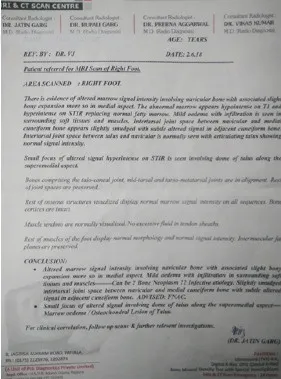 RI & CT SCAN CENTRE
Consultant Radiologist Consultant Radiologist Consultant Radiologist Consultant Radiologist
DR. JATIN GARG DR. RUPALI GARG DR. PRERNA AGGARWAL DR. VIKAS KUMAR
M.D. Radio-Diagnosis M.D. Radio-Diagnosis M.D. Radio-Diagnosis M.D. Radio-Diagnosis
AGE: YEARS
REF. BY : DR. VJ DATE: 2.6.18
Patient referred for MRI Scan of Right Foot.
AREA SCANNED : RIGHT FOOT
There is evidence of altered marrow signal intensity involving navicular bone with associated slight
bony expansion more so in medial aspect. The abnormal marrow appears hypointense on T1 and
hyperintense on STIR replacing normal fatty marrow. Mild oedema with infiltration is seen in
surrounding soft tissues and muscles. Intertarsal joint space between navicular and medial
cuneiform bone appears slightly smudged with subtle altered signal in adjacent cuneiform bone.
Intertarsal joint space between talus and navicular is normally seen with articulating talus showing
normal signal intensity.
Small focus of altered signal hyperintense on STIR is seen involving dome of talus along the
superomedial aspect.
Bones comprising the talo-crural joint, mid-tarsal and tarso-metatarsal joints are in alignment. Rest
of joint spaces are preserved.
Rest of osseous structures visualized display normal marrow signal intensity on all sequences. Bony
cortices are intact.
Muscle tendons are normally visualized. No excessive fluid in tendon sheaths.
Rest of muscles of the foot display normal morphology and normal signal intensity. Intermuscular fat
planes are preserved.
CONCLUSION:
• Altered marrow signal intensity involving navicular bone with associated slight bony
expansion more so in medial aspect. Mild oedema with infiltration in surrounding soft
tissues and muscles------Can be ? Bone Neoplasm ?? Infective etiology. Slightly smudged
intertarsal joint space between navicular and medial cuneiform bone with subtle altered
signal in adjacent cuneiform bone. ADVISED: FNAC.
• Small focus of altered signal involving dome of talus along the superomedial aspect---
Marrow oedema / Osteochondral Lesion of Talus.
For clinical correlation, follow up scans & further relevant investigations.
(DR. JATIN GARG)